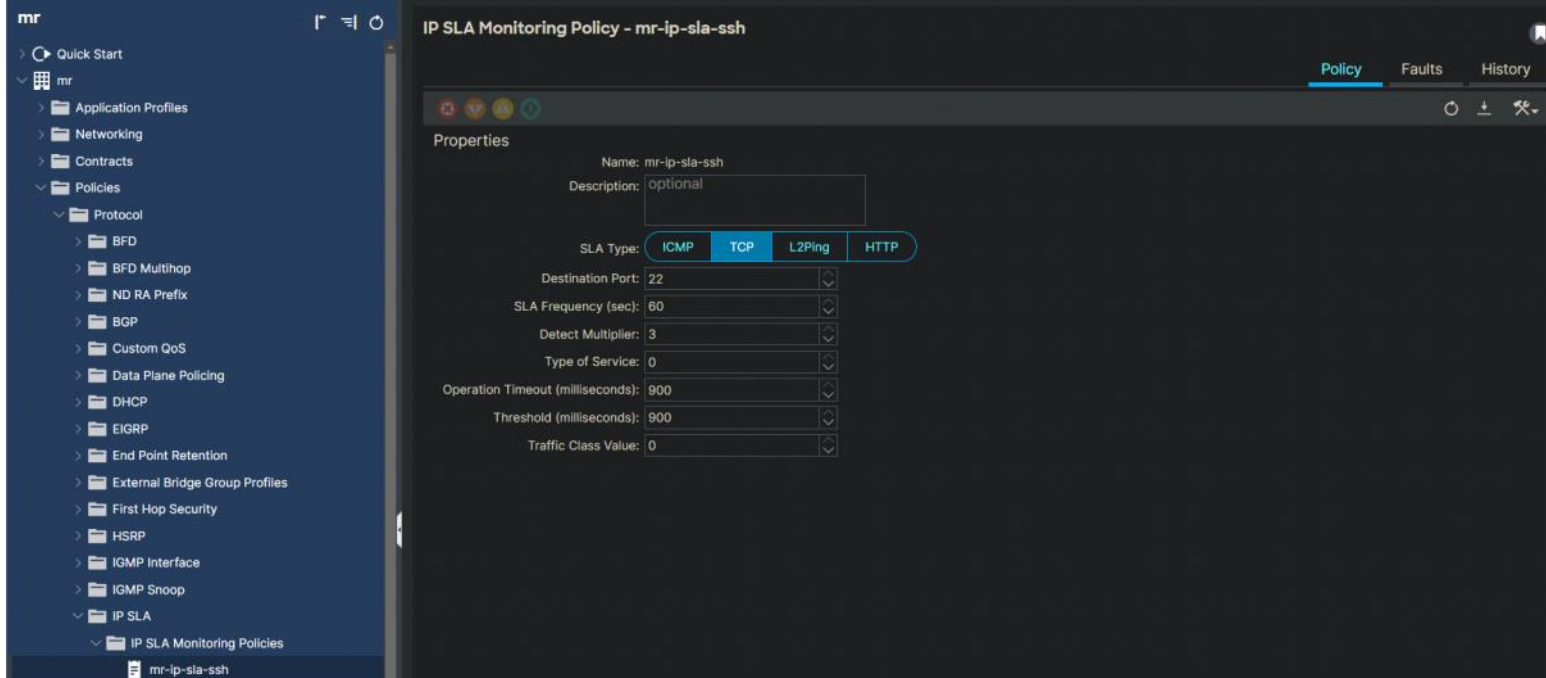 mr
Quick Start
mr
Application Profiles
Networking
Contracts
Policies
Protocol
BFD
BFD Multihop
ND RA Prefix
BGP
Custom QoS
Data Plane Policing
DHCP
EIGRP
End Point Retention
External Bridge Group Profiles
First Hop Security
HSRP
IGMP Interface
IGMP Snoop
IP SLA
IP SLA Monitoring Policies
mr-ip-sla-ssh
IP SLA Monitoring Policy - mr-ip-sla-ssh
Policy Faults History
Properties
Name: mr-ip-sla-ssh
Description: optional
SLA Type: ICMP TCP L2Ping HTTP
Destination Port: 22
SLA Frequency (sec): 60
Detect Multiplier: 3
Type of Service: 0
Operation Timeout (milliseconds): 900
Threshold (milliseconds): 900
Traffic Class Value: 0